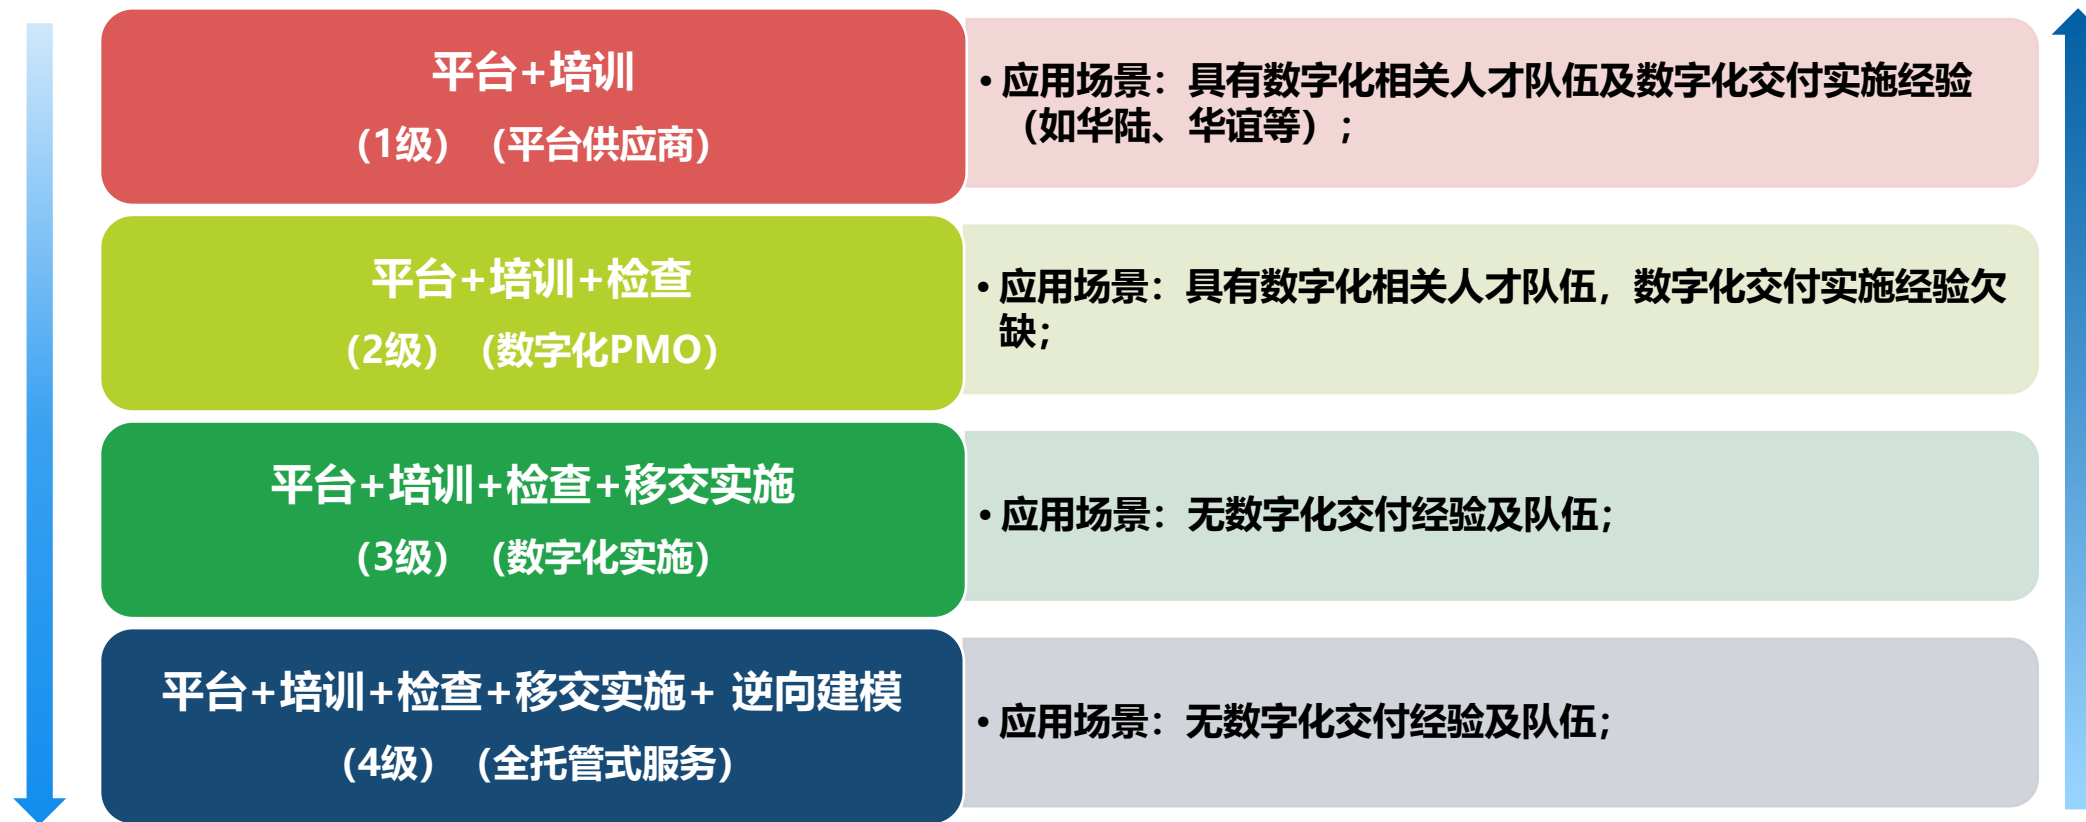 平台+培训
（1级）（平台供应商）
• 应用场景：具有数字化相关人才队伍及数字化交付实施经验
（如华陆、华谊等）；
平台+培训+检查
（2级）（数字化PMO）
• 应用场景：具有数字化相关人才队伍，数字化交付实施经验欠
缺；
平台+培训+检查+移交实施
（3级）（数字化实施）
• 应用场景：无数字化交付经验及队伍；
平台+培训+检查+移交实施+ 逆向建模
（4级）（全托管式服务）
• 应用场景：无数字化交付经验及队伍；